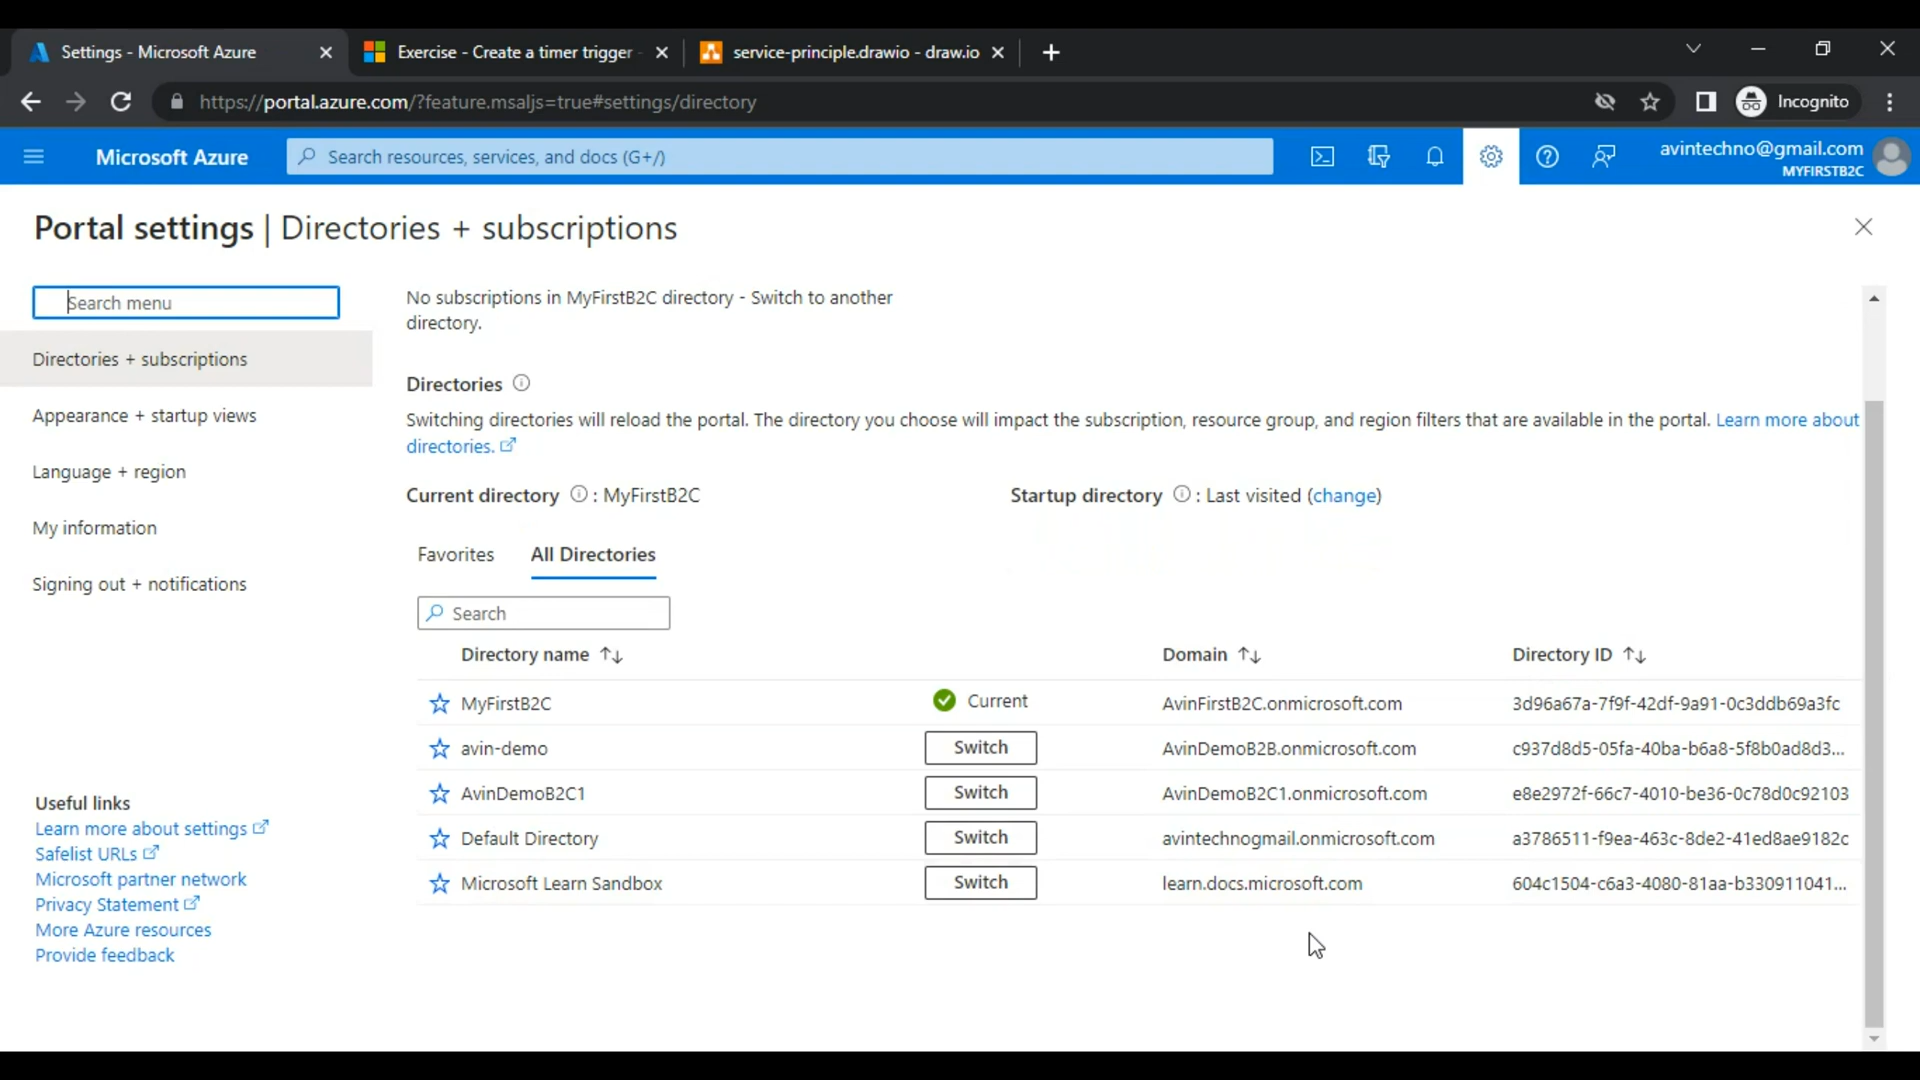 Settings - Microsoft Azure
Exercise - Create a timer trigger -
service-principle.drawio - draw.io
https://portal.azure.com/?feature.msaljs=true#settings/directory
Incognito
Microsoft Azure
Search resources, services, and docs (G+/)
avintechno@gmail.com
MYFIRSTB2C
Portal settings | Directories + subscriptions
Search menu
Directories + subscriptions
Appearance + startup views
Language + region
My information
Signing out + notifications
Useful links
Learn more about settings
Safelist URLs
Microsoft partner network
Privacy Statement
More Azure resources
Provide feedback
No subscriptions in MyFirstB2C directory - Switch to another
directory.
Directories
Switching directories will reload the portal. The directory you choose will impact the subscription, resource group, and region filters that are available in the portal. Learn more about
directories.
Current directory : MyFirstB2C
Startup directory : Last visited (change)
Favorites All Directories
Search
Directory name Domain Directory ID
MyFirstB2C Current AvinFirstB2C.onmicrosoft.com 3d96a67a-7f9f-42df-9a91-0c3ddb69a3fc
avin-demo Switch AvinDemoB2B.onmicrosoft.com c937d8d5-05fa-40ba-b6a8-5f8b0ad8d3...
AvinDemoB2C1 Switch AvinDemoB2C1.onmicrosoft.com e8e2972f-66c7-4010-be36-0c78d0c92103
Default Directory Switch avintechnogmail.onmicrosoft.com a3786511-f9ea-463c-8de2-41ed8ae9182c
Microsoft Learn Sandbox Switch learn.docs.microsoft.com 604c1504-c6a3-4080-81aa-b330911041...